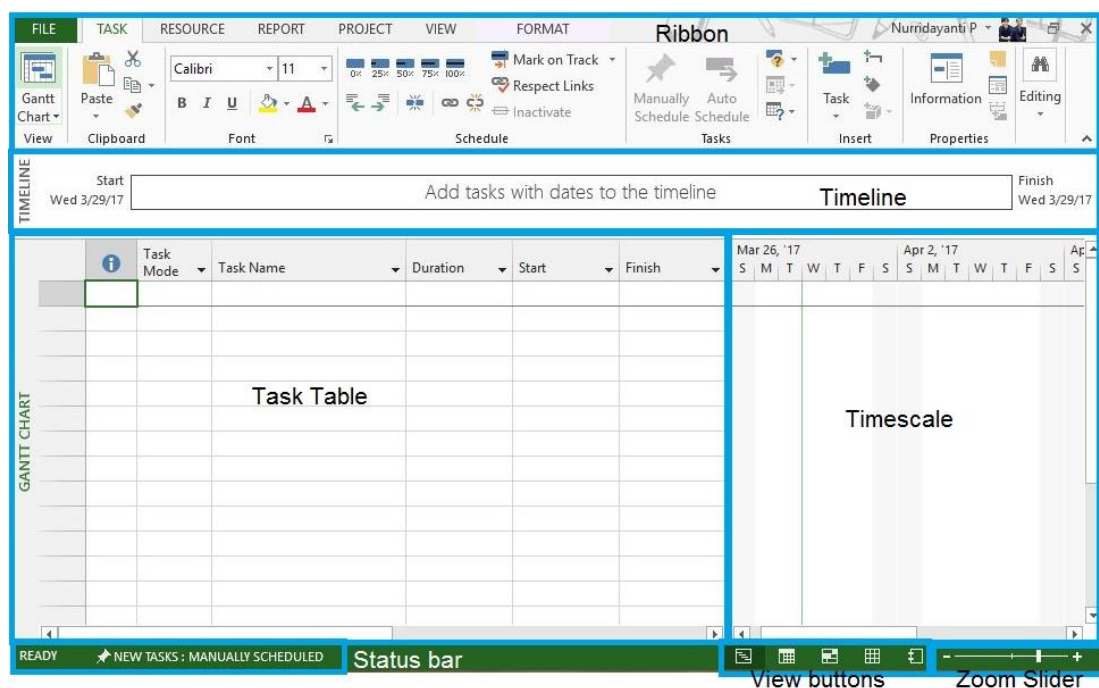 FILE TASK RESOURCE REPORT PROJECT VIEW FORMAT Ribbon Nurridayanti P
Gantt Chart
View
Paste
Clipboard
Calibri 11
B I U A
Font
0% 25% 50% 75% 100%
Mark on Track
Respect Links
Inactivate
Schedule
Manually Schedule
Auto Schedule
Tasks
Task
Insert
Information
Properties
Editing
TIMELINE
Start
Wed 3/29/17
Add tasks with dates to the timeline
Timeline
Finish
Wed 3/29/17
GANTT CHART
Task Mode Task Name Duration Start Finish
Mar 26, '17 Apr 2, '17 Ap
S M T W T F S S M T W T F S S
Task Table
Timescale
READY NEW TASKS : MANUALLY SCHEDULED Status bar
View buttons Zoom Slider